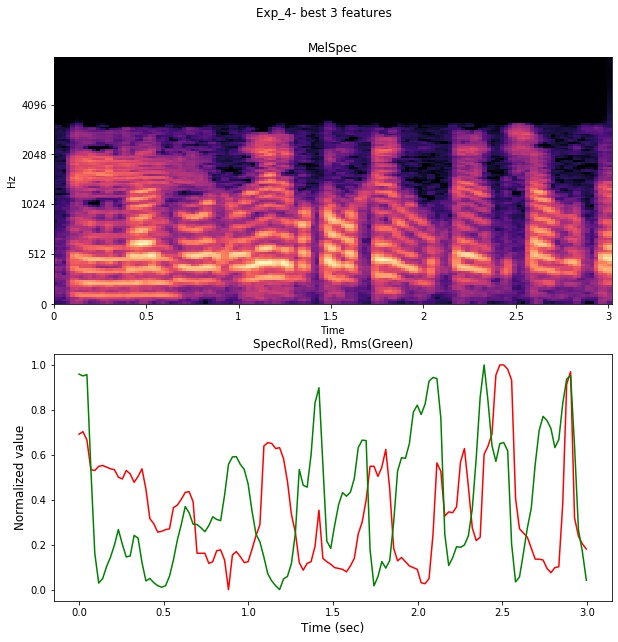 Exp_4- best 3 features
MelSpec
Hz
4096
2048
1024
512
0
0 0.5 1 1.5 2 2.5 3
Time
SpecRol(Red), Rms(Green)
Normalized value
1.0
0.8
0.6
0.4
0.2
0.0
0.0 0.5 1.0 1.5 2.0 2.5 3.0
Time (sec)